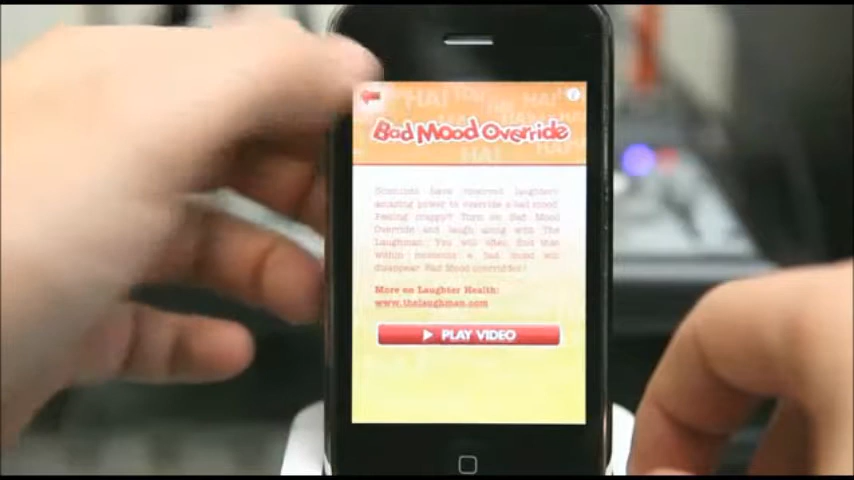 Bad Mood Override
Scientists have observed laughters
amazing power to override a bad mood.
Feeling crappy? Turn on Bad Mood
Override and laugh along with The
Laughman. You will often find that
within moments a bad mood will
disappear. Bad Mood overridden!
More on Laughter Health:
www.thelaughman.com
PLAY VIDEO